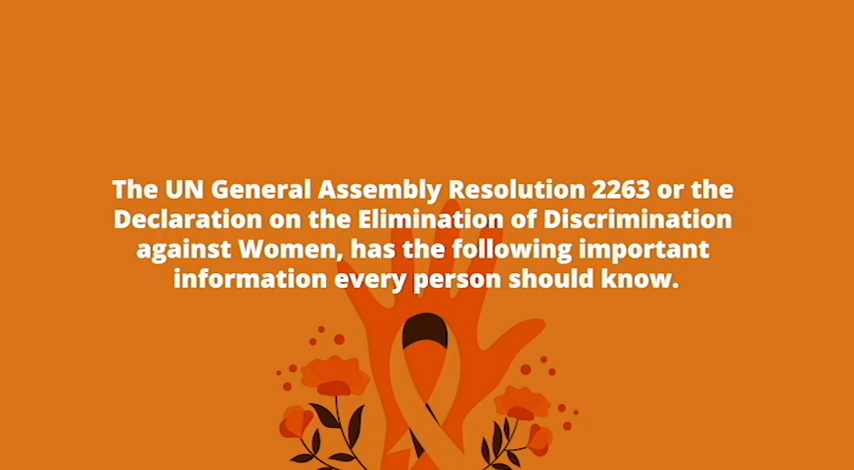 The UN General Assembly Resolution 2263 or the
Declaration on the Elimination of Discrimination
against Women, has the following important
information every person should know.